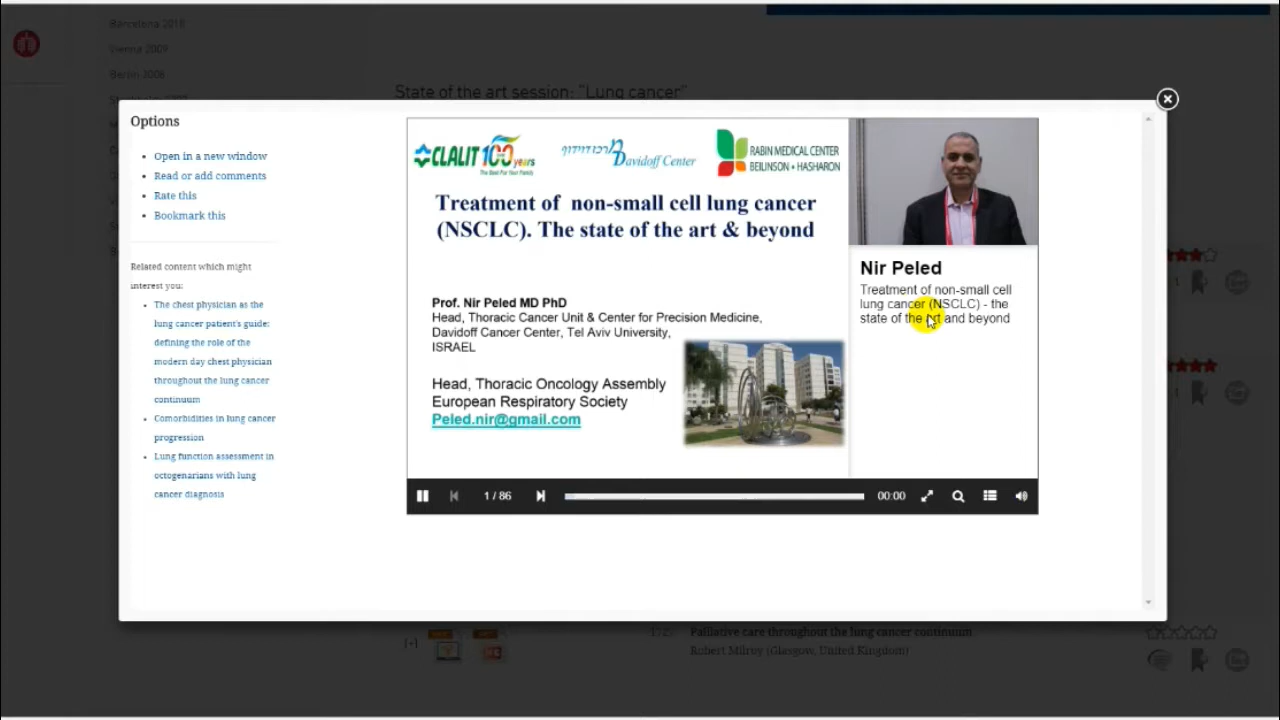 Barcelona 2010
Vienna 2009
Berlin 2008
State of the art session: "Lung cancer"
Options
Open in a new window
Read or add comments
Rate this
Bookmark this
Related content which might
interest you:
The chest physician as the
lung cancer patient's guide:
defining the role of the
modern day chest physician
throughout the lung cancer
continuum
Comorbidities in lung cancer
progression
Lung function assessment in
octogenarians with lung
cancer diagnosis
CLALIT 100 years
The Best For Your Family
מרכז דוידוף
Davidoff Center
RABIN MEDICAL CENTER
BEILINSON • HASHARON
Treatment of non-small cell lung cancer
(NSCLC). The state of the art & beyond
Prof. Nir Peled MD PhD
Head, Thoracic Cancer Unit & Center for Precision Medicine,
Davidoff Cancer Center, Tel Aviv University,
ISRAEL
Head, Thoracic Oncology Assembly
European Respiratory Society
Peled.nir@gmail.com
Nir Peled
Treatment of non-small cell
lung cancer (NSCLC) - the
state of the art and beyond
1 / 86
00:00
[+]
Palliative care throughout the lung cancer continuum
Robert Milroy (Glasgow, United Kingdom)